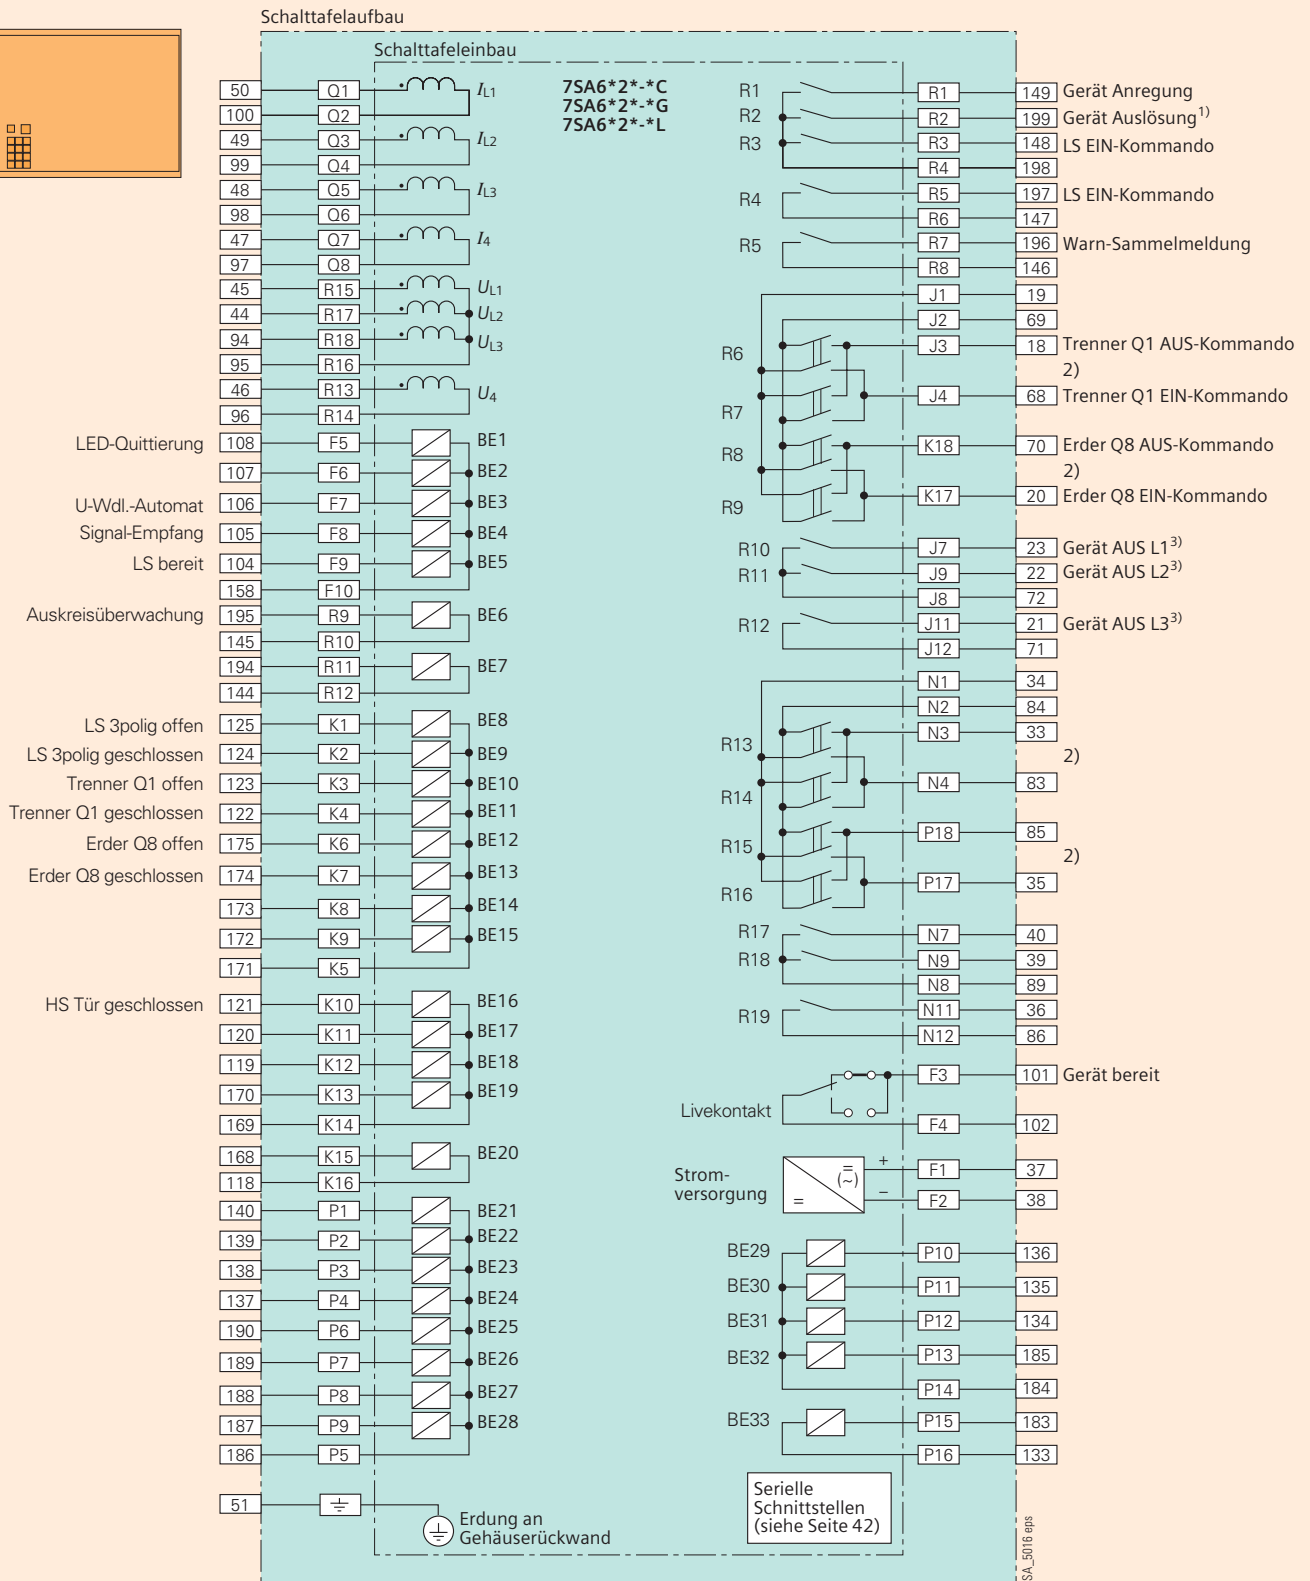 Schalttafelaufbau
Schalttafeleinbau
7SA6*2*-*C
7SA6*2*-*G
7SA6*2*-*L
50 Q1 IL1
100 Q2
49 Q3 IL2
99 Q4
48 Q5 IL3
98 Q6
47 Q7 I4
97 Q8
45 R15 UL1
44 R17 UL2
94 R18 UL3
95 R16
46 R13 U4
96 R14
LED-Quittierung 108 F5 BE1
107 F6 BE2
U-Wdl.-Automat 106 F7 BE3
Signal-Empfang 105 F8 BE4
LS bereit 104 F9 BE5
158 F10
Auskreisüberwachung 195 R9 BE6
145 R10
194 R11 BE7
144 R12
LS 3polig offen 125 K1 BE8
LS 3polig geschlossen 124 K2 BE9
Trenner Q1 offen 123 K3 BE10
Trenner Q1 geschlossen 122 K4 BE11
Erder Q8 offen 175 K6 BE12
Erder Q8 geschlossen 174 K7 BE13
173 K8 BE14
172 K9 BE15
171 K5
HS Tür geschlossen 121 K10 BE16
120 K11 BE17
119 K12 BE18
170 K13 BE19
169 K14
168 K15 BE20
118 K16
140 P1 BE21
139 P2 BE22
138 P3 BE23
137 P4 BE24
190 P6 BE25
189 P7 BE26
188 P8 BE27
187 P9 BE28
186 P5
51
Erdung an
Gehäuserückwand
R1 R1 149 Gerät Anregung
R2 R2 199 Gerät Auslösung1)
R3 R3 148 LS EIN-Kommando
R4 198
R4 R5 197 LS EIN-Kommando
R6 147
R5 R7 196 Warn-Sammelmeldung
R8 146
J1 19
J2 69
R6 J3 18 Trenner Q1 AUS-Kommando
2)
R7 J4 68 Trenner Q1 EIN-Kommando
R8 K18 70 Erder Q8 AUS-Kommando
2)
R9 K17 20 Erder Q8 EIN-Kommando
R10 J7 23 Gerät AUS L13)
R11 J9 22 Gerät AUS L23)
J8 72
R12 J11 21 Gerät AUS L33)
J12 71
N1 34
N2 84
R13 N3 33
2)
R14 N4 83
R15 P18 85
2)
R16 P17 35
R17 N7 40
R18 N9 39
N8 89
R19 N11 36
N12 86
F3 101 Gerät bereit
Livekontakt
F4 102
Strom-
versorgung
= (~) =
+ F1 37
– F2 38
BE29 P10 136
BE30 P11 135
BE31 P12 134
BE32 P13 185
P14 184
BE33 P15 183
P16 133
Serielle
Schnittstellen
(siehe Seite 42)
SA_5016 eps